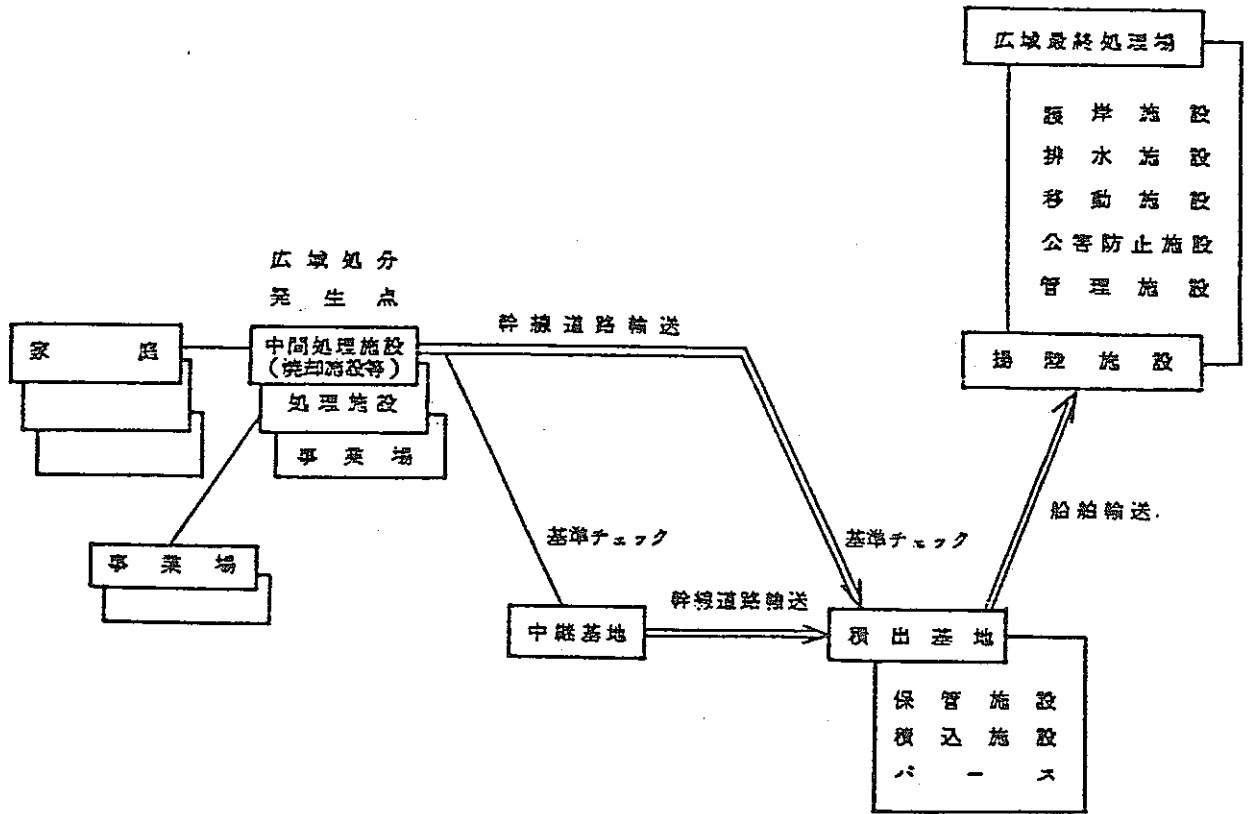 広域最終処理場
護岸施設
排水施設
移動施設
公害防止施設
管理施設
揚陸施設
広域処分
発生点
家庭
中間処理施設
(焼却施設等)
処理施設
事業場
事業場
幹線道路輸送
基準チェック
基準チェック
船舶輸送
中継基地
幹線道路輸送
積出基地
保管施設
積込施設
バース